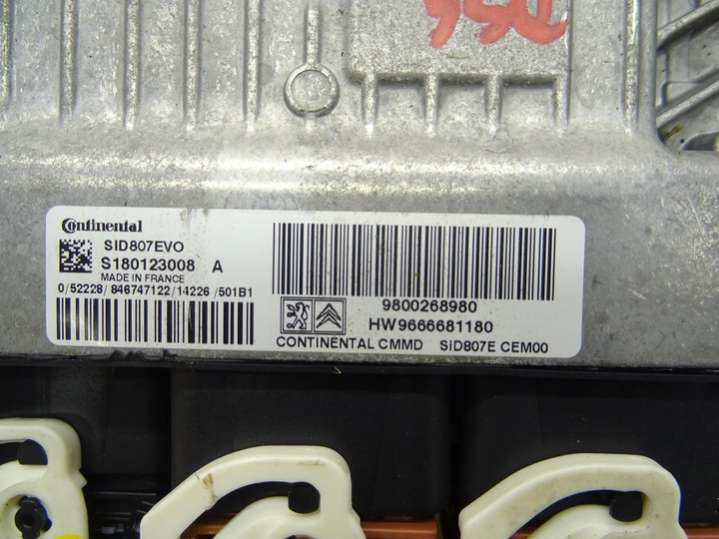 Continental
SID807EVO
S180123008 A
MADE IN FRANCE
0/52228/846747122/14226/501B1
9800268980
HW9666681180
CONTINENTAL CMMD SID807E CEM00